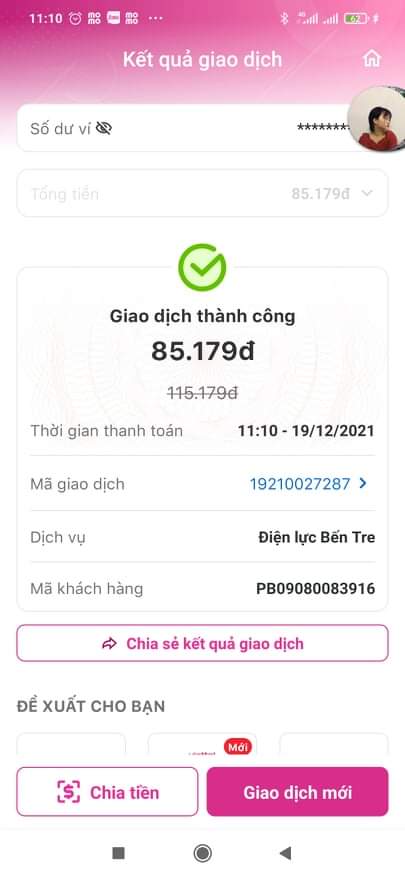 11:10
4G
62
Kết quả giao dịch
Số dư ví ********
Tổng tiền 85.179đ
Giao dịch thành công
85.179đ
115.179đ
Thời gian thanh toán 11:10 - 19/12/2021
Mã giao dịch 19210027287
Dịch vụ Điện lực Bến Tre
Mã khách hàng PB09080083916
Chia sẻ kết quả giao dịch
ĐỀ XUẤT CHO BẠN
Mới
Chia tiền
Giao dịch mới